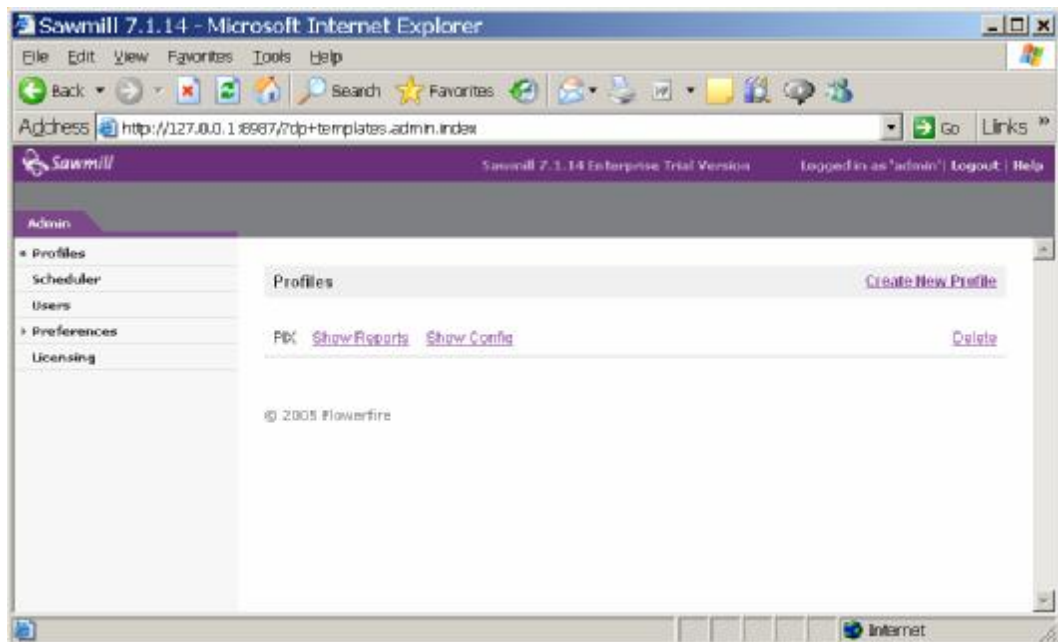 Sawmill 7.1.14 - Microsoft Internet Explorer
File Edit View Favorites Tools Help
Back Search Favorites
Address http://127.0.0.1:8987/?dp+templates.admin.index Go Links »
Sawmill Sawmill 7.1.14 Enterprise Trial Version Logged in as 'admin' | Logout | Help
Admin
Profiles
Scheduler
Users
Preferences
Licensing
Profiles Create New Profile
PIX Show Reports Show Config Delete
© 2005 Flowerfire
Internet